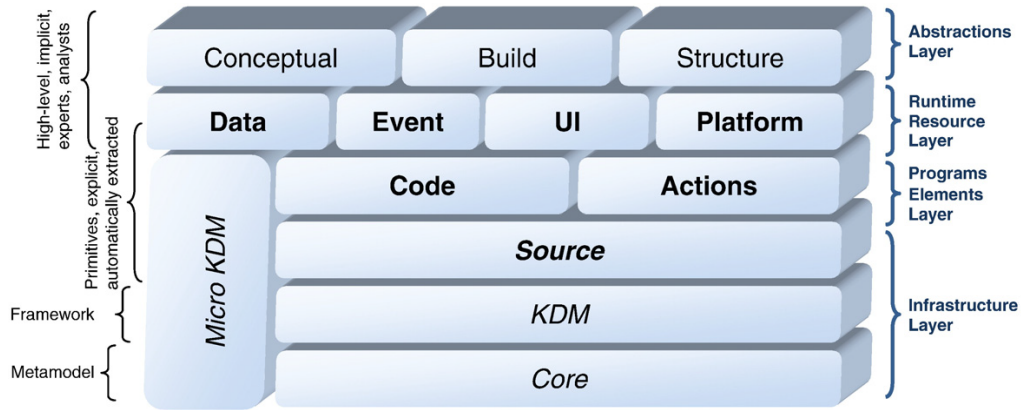 High-level, implicit,
experts, analysts
Primitives, explicit,
automatically extracted
Framework
Metamodel
Conceptual
Build
Structure
Data
Event
UI
Platform
Micro KDM
Code
Actions
Source
KDM
Core
Abstractions
Layer
Runtime
Resource
Layer
Programs
Elements
Layer
Infrastructure
Layer